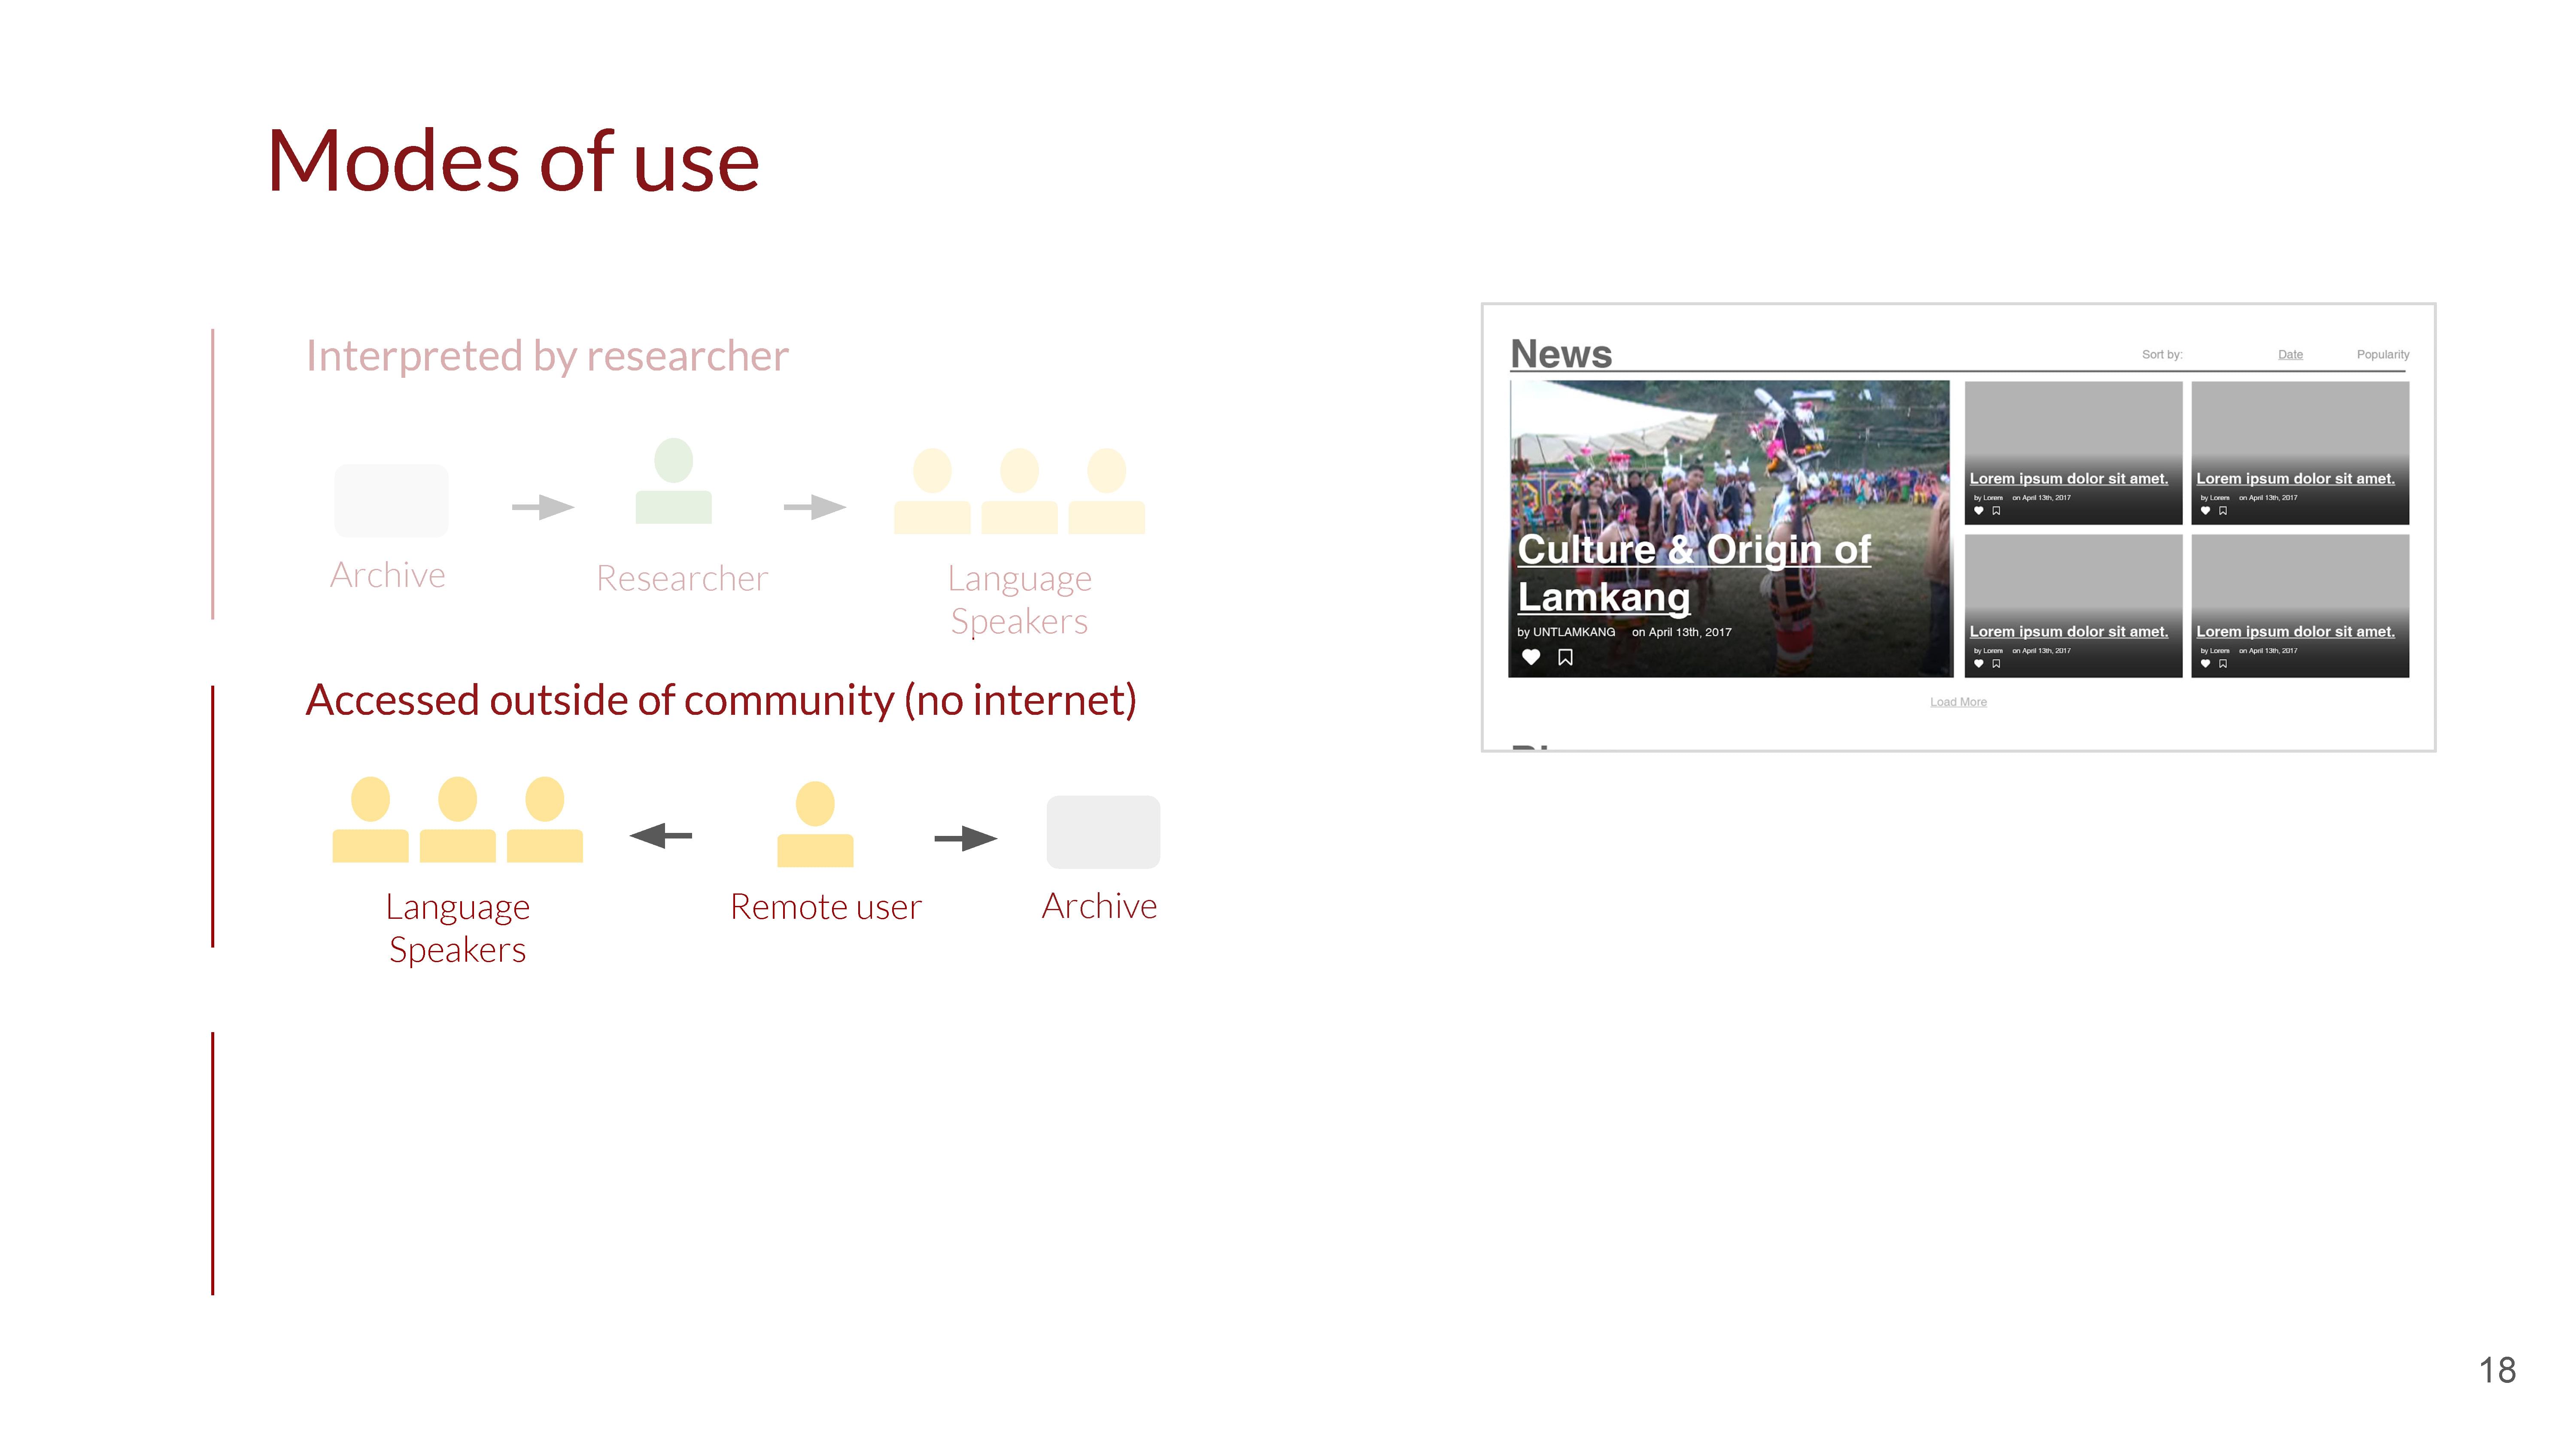 Modes of use
Interpreted by researcher
Archive
Researcher
Language
Speakers
Accessed outside of community (no internet)
Language
Speakers
Remote user
Archive
News
Sort by: Date Popularity
Culture & Origin of
Lamkang
by UNTLAMKANG on April 13th, 2017
Lorem ipsum dolor sit amet.
by Lorem on April 13th, 2017
Lorem ipsum dolor sit amet.
by Lorem on April 13th, 2017
Lorem ipsum dolor sit amet.
by Lorem on April 13th, 2017
Lorem ipsum dolor sit amet.
by Lorem on April 13th, 2017
Load More
18